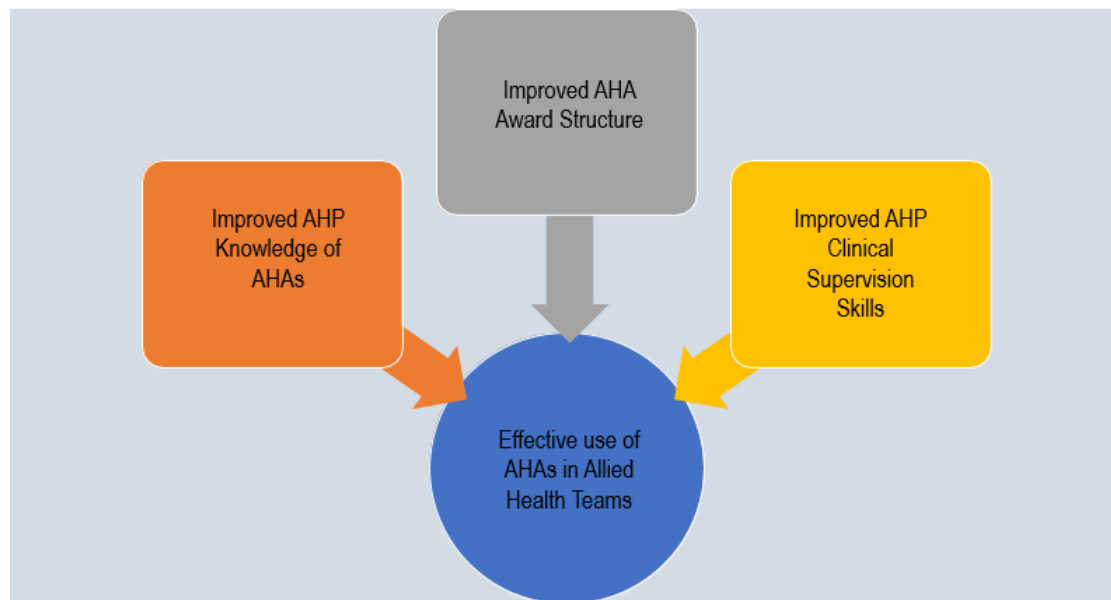 Improved AHA
Award Structure
Improved AHP
Knowledge of
AHAs
Improved AHP
Clinical
Supervision
Skills
Effective use of
AHAs in Allied
Health Teams